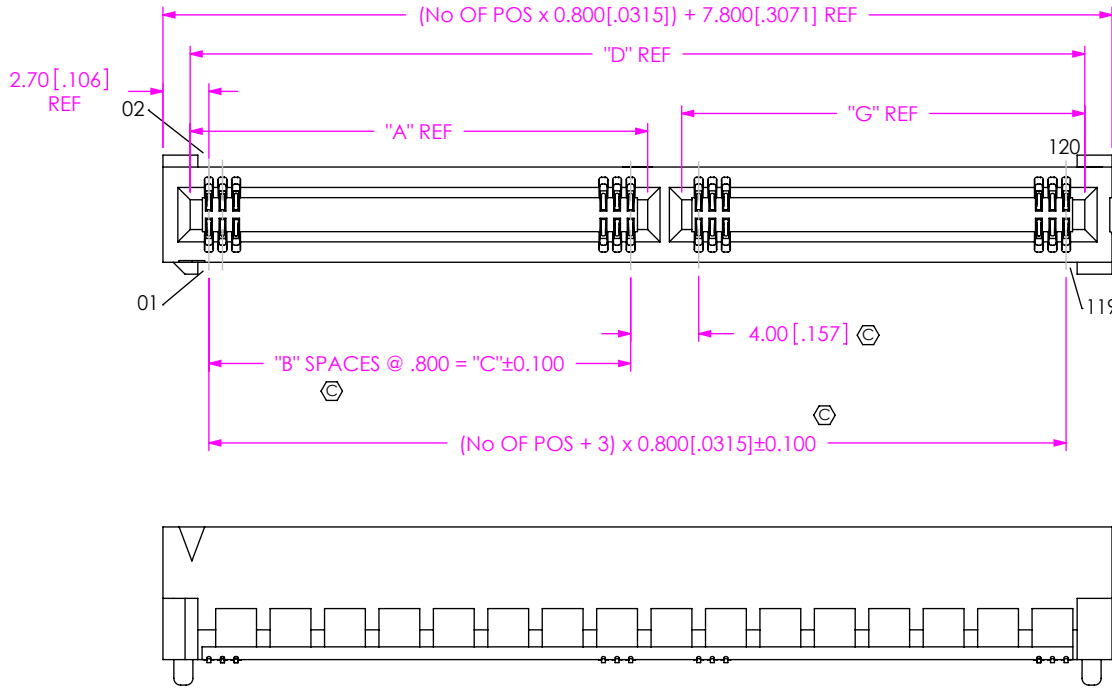 (No OF POS x 0.800[.0315]) + 7.800[.3071] REF
"D" REF
2.70[.106]
REF
02
"A" REF
"G" REF
120
01
119
4.00[.157] C
"B" SPACES @ .800 = "C"±0.100
C
C
(No OF POS + 3) x 0.800[.0315]±0.100